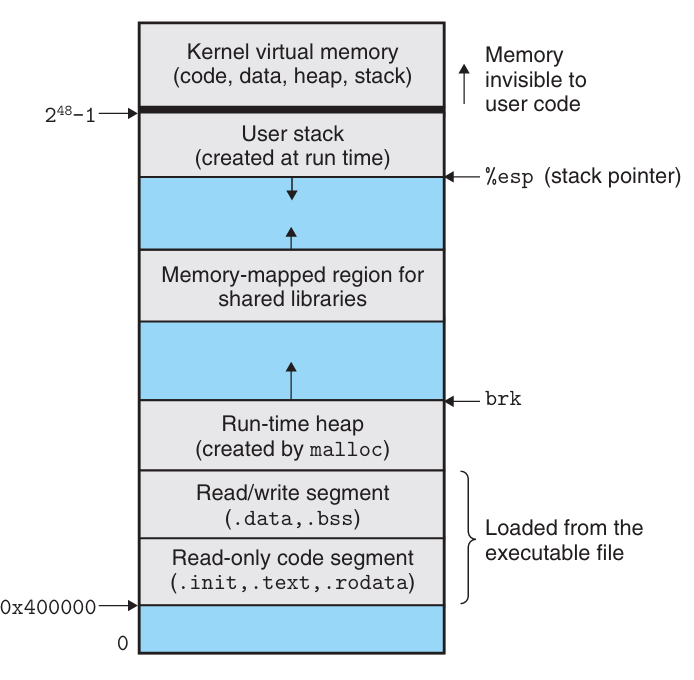 Kernel virtual memory
(code, data, heap, stack)
Memory
invisible to
user code
2⁴⁸-1
User stack
(created at run time)
%esp (stack pointer)
Memory-mapped region for
shared libraries
brk
Run-time heap
(created by malloc)
Read/write segment
(.data,.bss)
Loaded from the
executable file
Read-only code segment
(.init,.text,.rodata)
0x400000
0